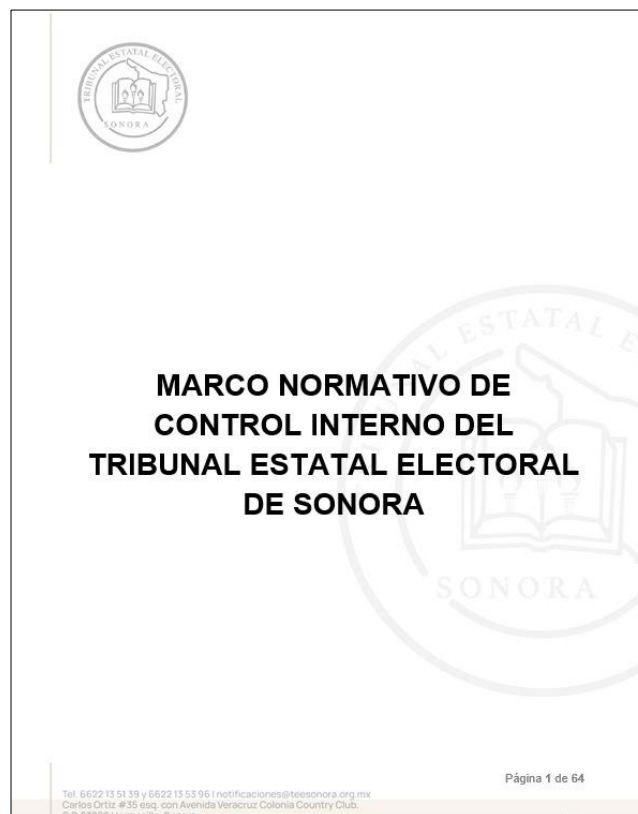 TRIBUNAL ESTATAL ELECTORAL
SONORA
TRIBUNAL ESTATAL E
SONORA
MARCO NORMATIVO DE
CONTROL INTERNO DEL
TRIBUNAL ESTATAL ELECTORAL
DE SONORA
Página 1 de 64
Tel. 6622 13 51 39 y 6622 13 53 96 I notificaciones@teesonora.org.mx
Carlos Ortiz #35 esq. con Avenida Veracruz Colonia Country Club.